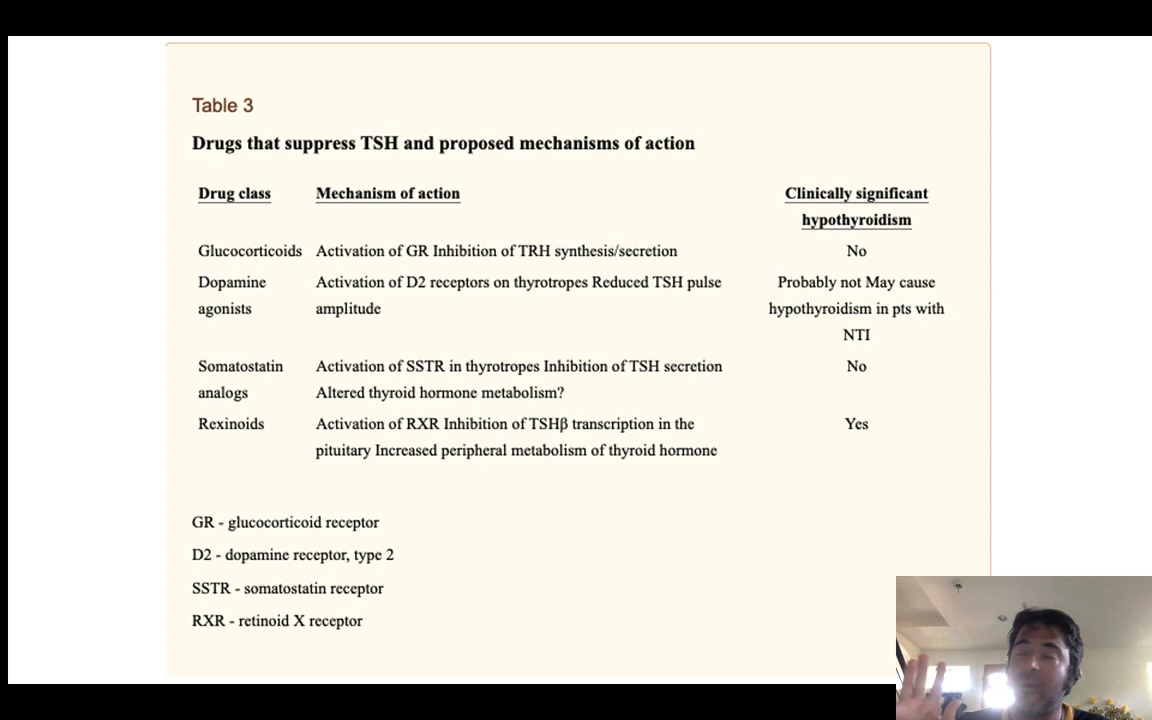 Table 3
Drugs that suppress TSH and proposed mechanisms of action
Drug class Mechanism of action Clinically significant
hypothyroidism
Glucocorticoids Activation of GR Inhibition of TRH synthesis/secretion No
Dopamine Activation of D2 receptors on thyrotropes Reduced TSH pulse Probably not May cause
agonists amplitude hypothyroidism in pts with
NTI
Somatostatin Activation of SSTR in thyrotropes Inhibition of TSH secretion No
analogs Altered thyroid hormone metabolism?
Rexinoids Activation of RXR Inhibition of TSHβ transcription in the Yes
pituitary Increased peripheral metabolism of thyroid hormone
GR - glucocorticoid receptor
D2 - dopamine receptor, type 2
SSTR - somatostatin receptor
RXR - retinoid X receptor